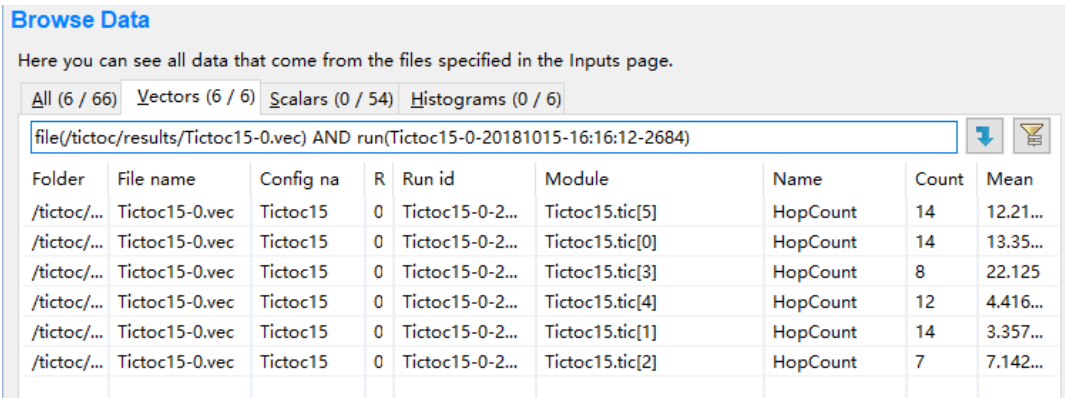 Browse Data
Here you can see all data that come from the files specified in the Inputs page.
All (6 / 66) Vectors (6 / 6) Scalars (0 / 54) Histograms (0 / 6)
file(/tictoc/results/Tictoc15-0.vec) AND run(Tictoc15-0-20181015-16:16:12-2684)
Folder File name Config na R Run id Module Name Count Mean
/tictoc/... Tictoc15-0.vec Tictoc15 0 Tictoc15-0-2... Tictoc15.tic[5] HopCount 14 12.21...
/tictoc/... Tictoc15-0.vec Tictoc15 0 Tictoc15-0-2... Tictoc15.tic[0] HopCount 14 13.35...
/tictoc/... Tictoc15-0.vec Tictoc15 0 Tictoc15-0-2... Tictoc15.tic[3] HopCount 8 22.125
/tictoc/... Tictoc15-0.vec Tictoc15 0 Tictoc15-0-2... Tictoc15.tic[4] HopCount 12 4.416...
/tictoc/... Tictoc15-0.vec Tictoc15 0 Tictoc15-0-2... Tictoc15.tic[1] HopCount 14 3.357...
/tictoc/... Tictoc15-0.vec Tictoc15 0 Tictoc15-0-2... Tictoc15.tic[2] HopCount 7 7.142...